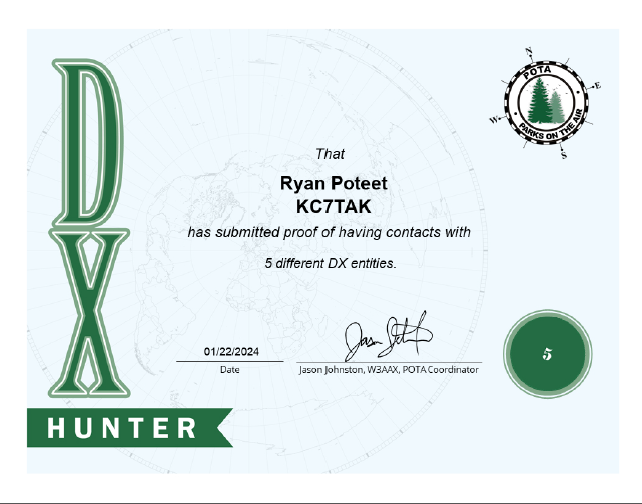 DX
HUNTER
N
E
S
W
POTA
PARKS ON THE AIR
That
Ryan Poteet
KC7TAK
has submitted proof of having contacts with
5 different DX entities.
01/22/2024
Date
Jason JJohnston, W3AAX, POTA Coordinator
5